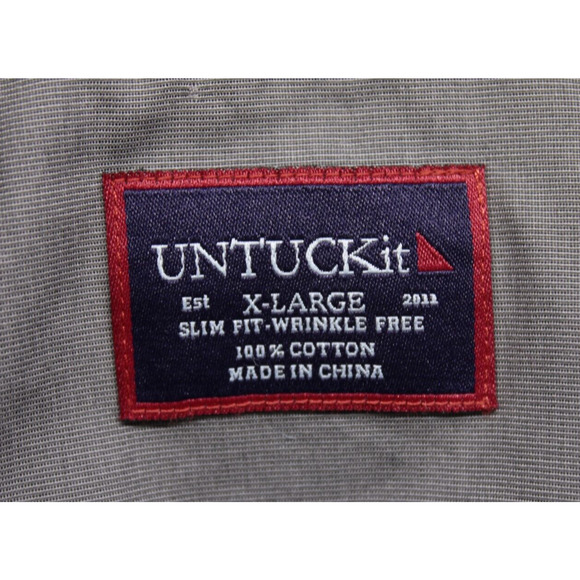 UNTUCKit
Est X-LARGE 2011
SLIM FIT-WRINKLE FREE
100% COTTON
MADE IN CHINA